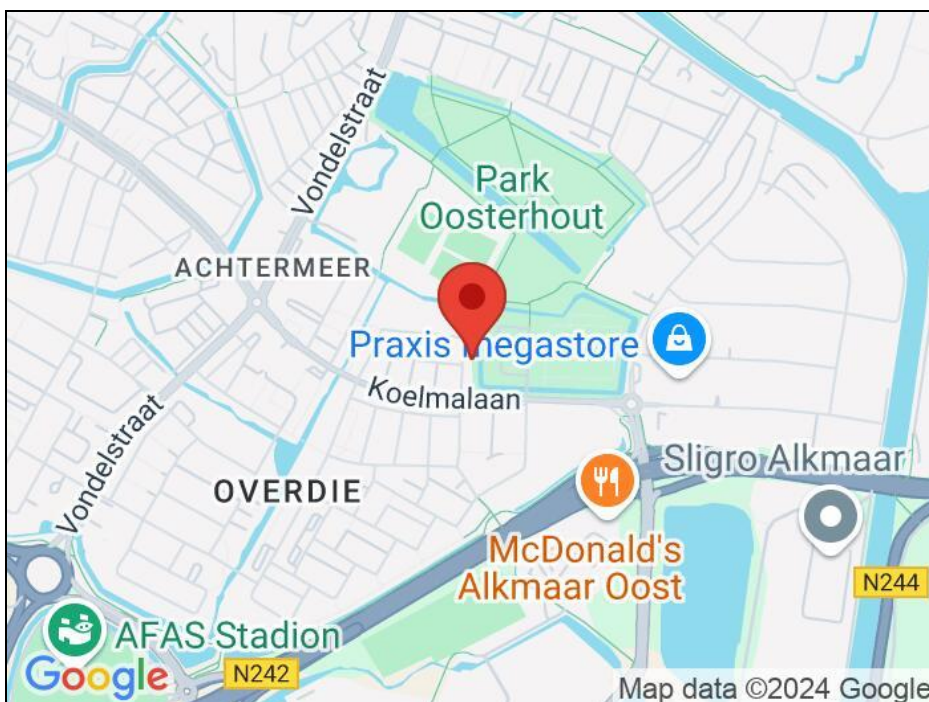 Vondelstraat
Park
Oosterhout
ACHTERMEER
Praxis megastore
Koelmalaan
Vondelstraat
Sligro Alkmaar
OVERDIE
McDonald's
Alkmaar Oost
N244
AFAS Stadion
Google
N242
Map data ©2024 Google